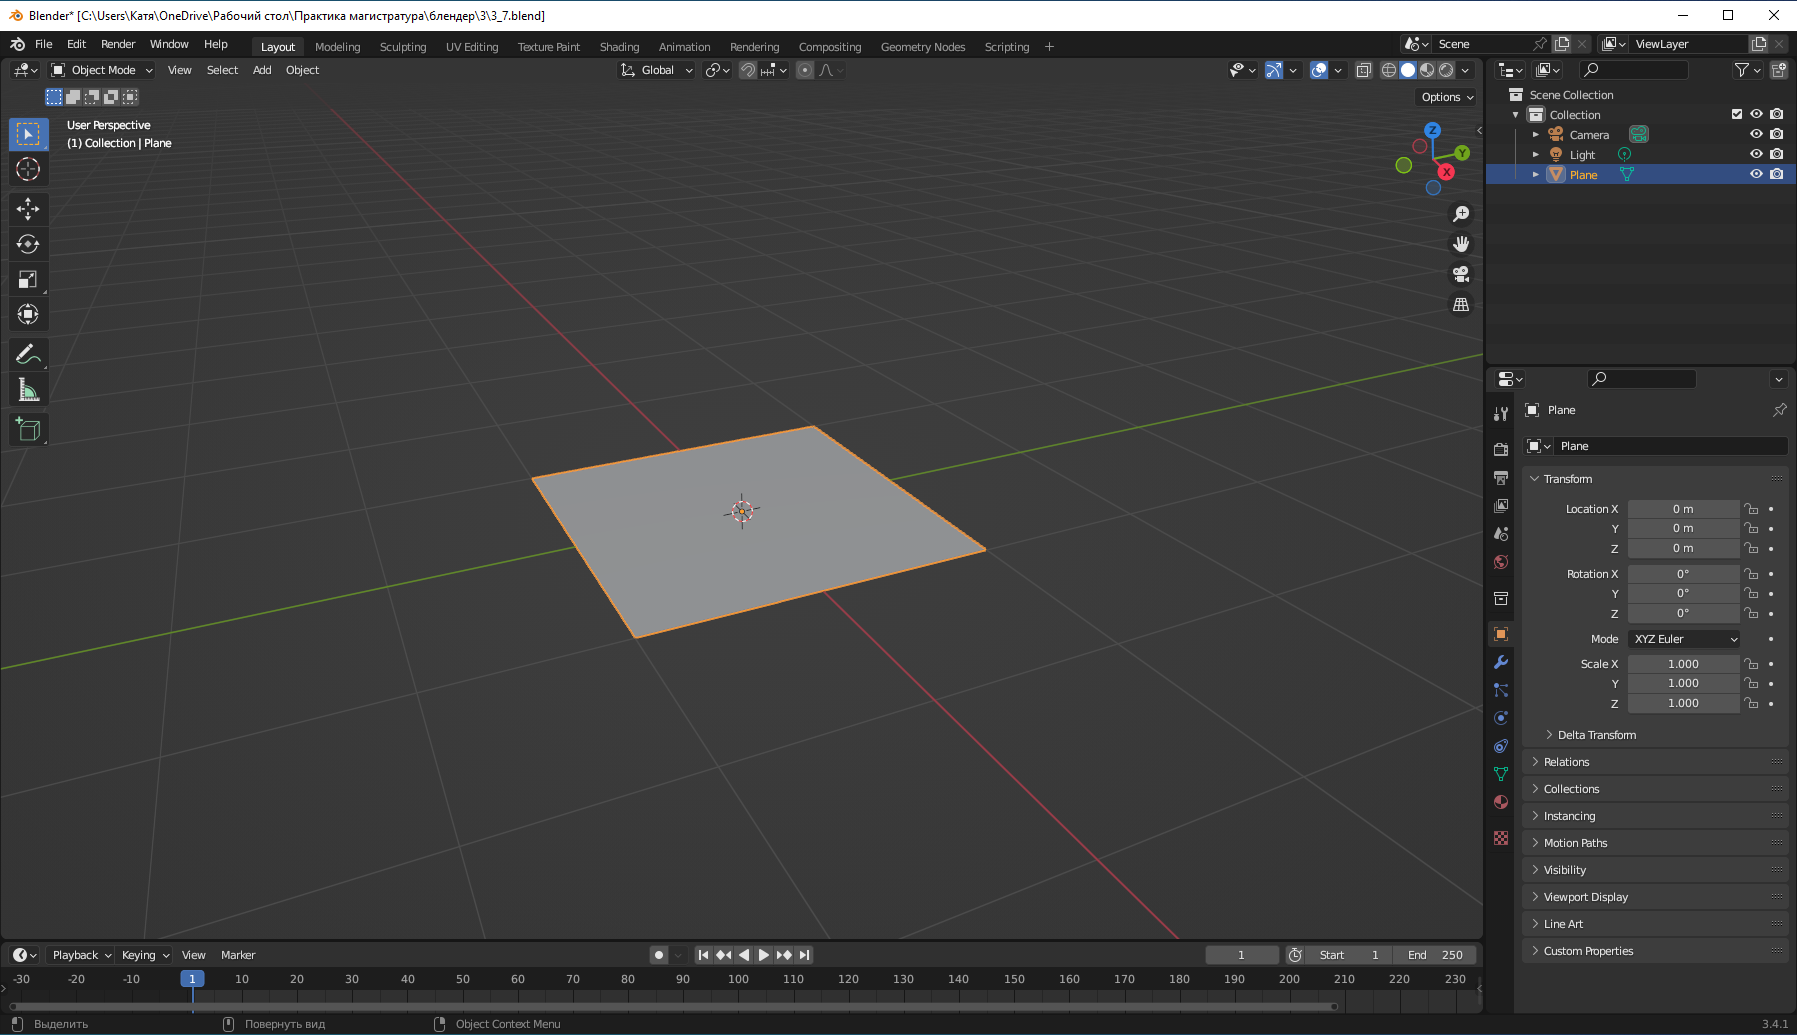 Blender* [C:\Users\Катя\OneDrive\Рабочий стол\Практика магистратура\блендер\3\3_7.blend]
File Edit Render Window Help Layout Modeling Sculpting UV Editing Texture Paint Shading Animation Rendering Compositing Geometry Nodes Scripting + Scene ViewLayer
Object Mode View Select Add Object Global
Options
User Perspective
(1) Collection | Plane
Z
Y
X
Scene Collection
Collection
Camera
Light
Plane
Plane
Plane
Transform
Location X 0 m
Y 0 m
Z 0 m
Rotation X 0°
Y 0°
Z 0°
Mode XYZ Euler
Scale X 1.000
Y 1.000
Z 1.000
Delta Transform
Relations
Collections
Instancing
Motion Paths
Visibility
Viewport Display
Line Art
Custom Properties
Playback Keying View Marker 1 Start 1 End 250
-30 -20 -10 1 10 20 30 40 50 60 70 80 90 100 110 120 130 140 150 160 170 180 190 200 210 220 230
Выделить Повернуть вид Object Context Menu 3.4.1